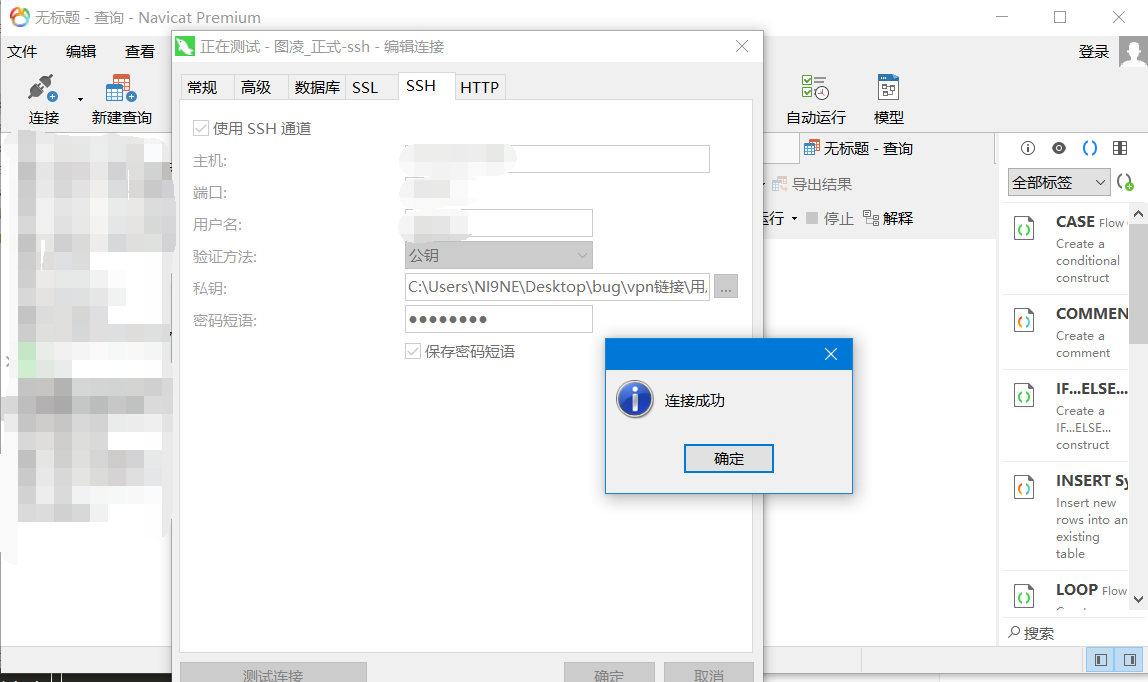 无标题 - 查询 - Navicat Premium
文件 编辑 查看
登录
连接 新建查询
自动运行 模型
正在测试 - 图凌_正式-ssh - 编辑连接
常规 高级 数据库 SSL SSH HTTP
使用 SSH 通道
主机:
端口:
用户名:
验证方法: 公钥
私钥: C:\Users\NI9NE\Desktop\bug\vpn链接\用
...
密码短语: ●●●●●●●●
保存密码短语
连接成功
确定
测试连接 确定 取消
无标题 - 查询
导出结果
运行 停止 解释
全部标签
CASE Flow
Create a
conditional
construct
COMMEN
Create a
comment
IF...ELSE...
Create a
IF...ELSE...
construct
INSERT Sy
Insert new
rows into an
existing
table
LOOP Flow
搜索